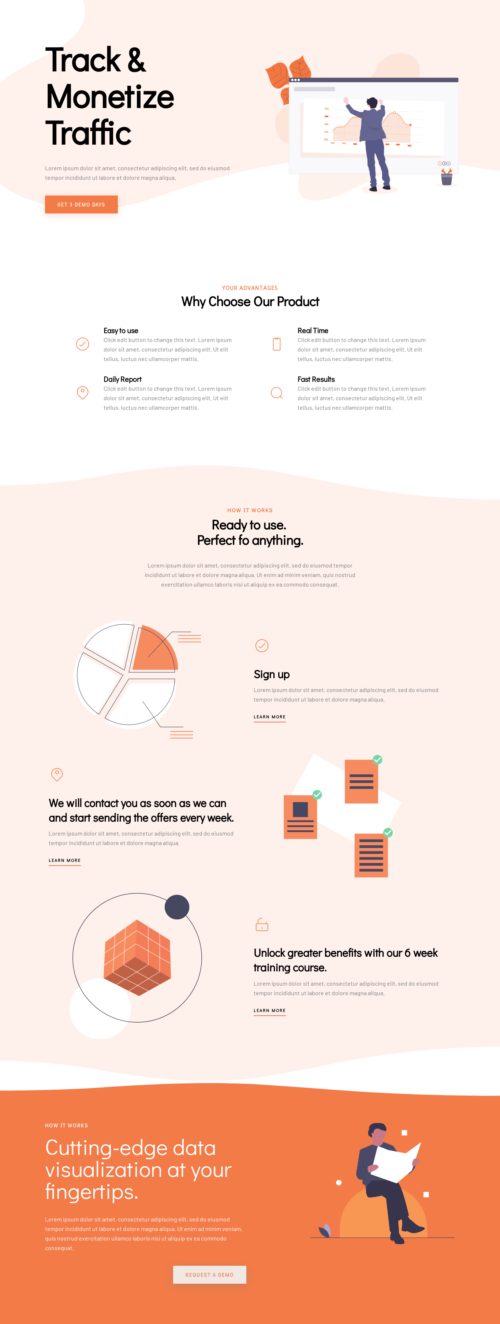 Track &
Monetize
Traffic
Lorem ipsum dolor sit amet, consectetur adipiscing elit, sed do eiusmod
tempor incididunt ut labore et dolore magna aliqua.
GET 3 DEMO DAYS
YOUR ADVANTAGES
Why Choose Our Product
Easy to use
Click edit button to change this text. Lorem ipsum
dolor sit amet, consectetur adipiscing elit. Ut elit
tellus, luctus nec ullamcorper mattis.
Real Time
Click edit button to change this text. Lorem ipsum
dolor sit amet, consectetur adipiscing elit. Ut elit
tellus, luctus nec ullamcorper mattis.
Daily Report
Click edit button to change this text. Lorem ipsum
dolor sit amet, consectetur adipiscing elit. Ut elit
tellus, luctus nec ullamcorper mattis.
Fast Results
Click edit button to change this text. Lorem ipsum
dolor sit amet, consectetur adipiscing elit. Ut elit
tellus, luctus nec ullamcorper mattis.
HOW IT WORKS
Ready to use.
Perfect fo anything.
Lorem ipsum dolor sit amet, consectetur adipiscing elit, sed do eiusmod tempor
incididunt ut labore et dolore magna aliqua. Ut enim ad minim veniam, quis nostrud
exercitation ullamco laboris nisi ut aliquip ex ea commodo consequat.
Sign up
Lorem ipsum dolor sit amet, consectetur adipiscing elit, sed do eiusmod
tempor incididunt ut labore et dolore magna aliqua.
LEARN MORE
We will contact you as soon as we can
and start sending the offers every week.
Lorem ipsum dolor sit amet, consectetur adipiscing elit, sed do eiusmod
tempor incididunt ut labore et dolore magna aliqua.
LEARN MORE
Unlock greater benefits with our 6 week
training course.
Lorem ipsum dolor sit amet, consectetur adipiscing elit, sed do eiusmod
tempor incididunt ut labore et dolore magna aliqua.
LEARN MORE
HOW IT WORKS
Cutting-edge data
visualization at your
fingertips.
Lorem ipsum dolor sit amet, consectetur adipiscing elit, sed do eiusmod
tempor incididunt ut labore et dolore magna aliqua. Ut enim ad minim veniam,
quis nostrud exercitation ullamco laboris nisi ut aliquip ex ea commodo
consequat.
REQUEST A DEMO